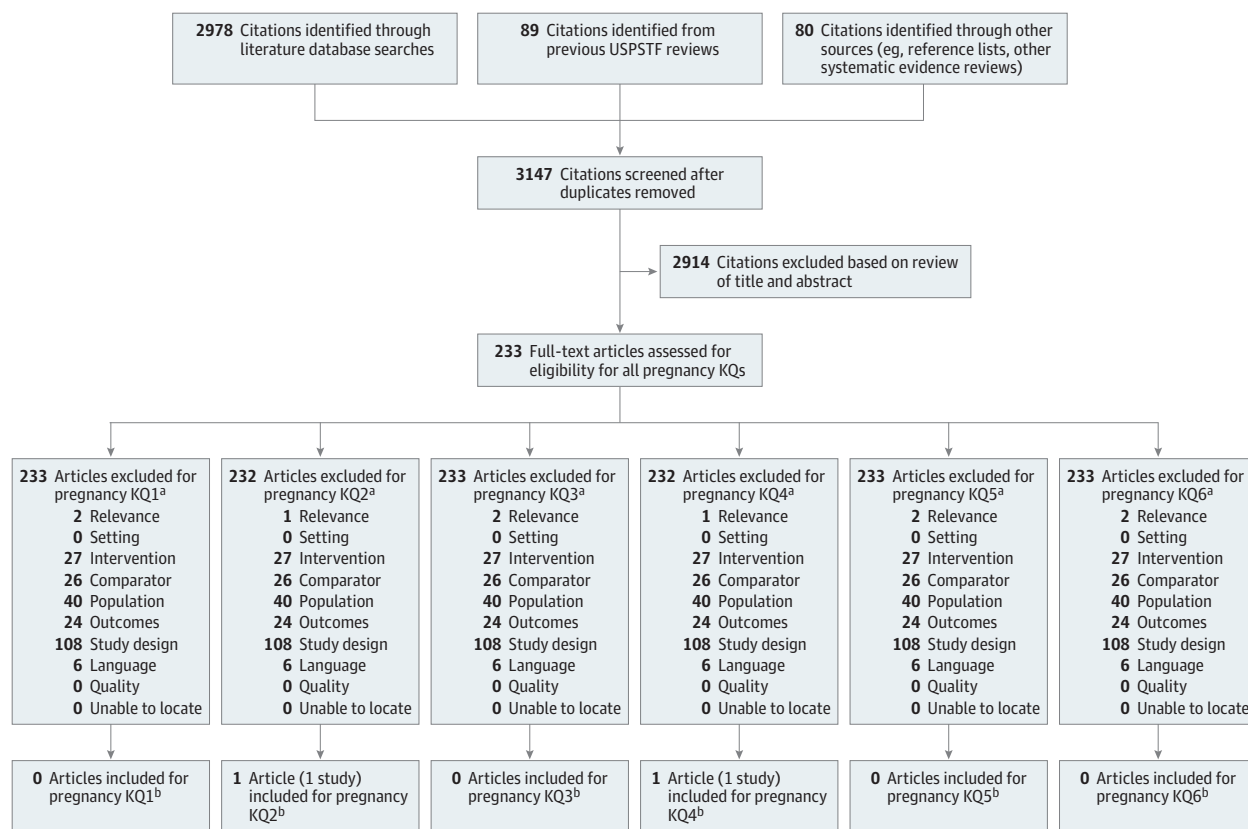 2978 Citations identified through
literature database searches
89 Citations identified from
previous USPSTF reviews
80 Citations identified through other
sources (eg, reference lists, other
systematic evidence reviews)
3147 Citations screened after
duplicates removed
2914 Citations excluded based on review
of title and abstract
233 Full-text articles assessed for
eligibility for all pregnancy KQs
233 Articles excluded for
pregnancy KQ1a
2 Relevance
0 Setting
27 Intervention
26 Comparator
40 Population
24 Outcomes
108 Study design
6 Language
0 Quality
0 Unable to locate
232 Articles excluded for
pregnancy KQ2a
1 Relevance
0 Setting
27 Intervention
26 Comparator
40 Population
24 Outcomes
108 Study design
6 Language
0 Quality
0 Unable to locate
233 Articles excluded for
pregnancy KQ3a
2 Relevance
0 Setting
27 Intervention
26 Comparator
40 Population
24 Outcomes
108 Study design
6 Language
0 Quality
0 Unable to locate
232 Articles excluded for
pregnancy KQ4a
1 Relevance
0 Setting
27 Intervention
26 Comparator
40 Population
24 Outcomes
108 Study design
6 Language
0 Quality
0 Unable to locate
233 Articles excluded for
pregnancy KQ5a
2 Relevance
0 Setting
27 Intervention
26 Comparator
40 Population
24 Outcomes
108 Study design
6 Language
0 Quality
0 Unable to locate
233 Articles excluded for
pregnancy KQ6a
2 Relevance
0 Setting
27 Intervention
26 Comparator
40 Population
24 Outcomes
108 Study design
6 Language
0 Quality
0 Unable to locate
0 Articles included for
pregnancy KQ1b
1 Article (1 study)
included for pregnancy
KQ2b
0 Articles included for
pregnancy KQ3b
1 Article (1 study)
included for pregnancy
KQ4b
0 Articles included for
pregnancy KQ5b
0 Articles included for
pregnancy KQ6b